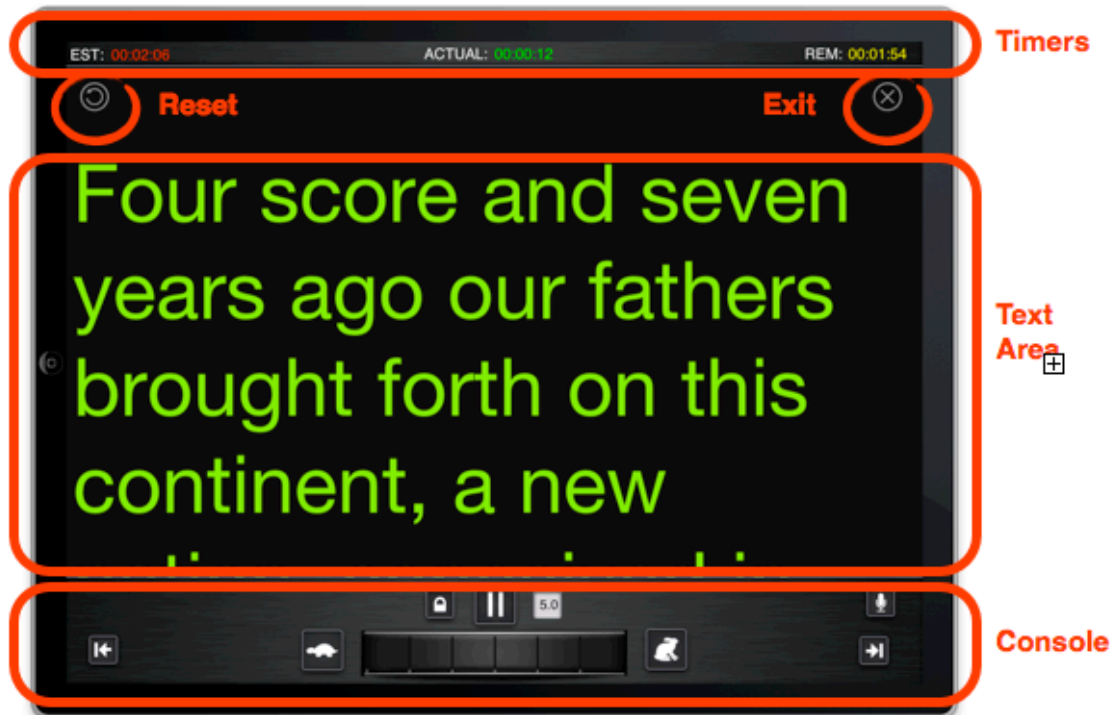 Timers
EST: 00:02:06 ACTUAL: 00:00:12 REM: 00:01:54
Reset Exit
Four score and seven
years ago our fathers
brought forth on this
continent, a new
Text
Area
5.0
Console